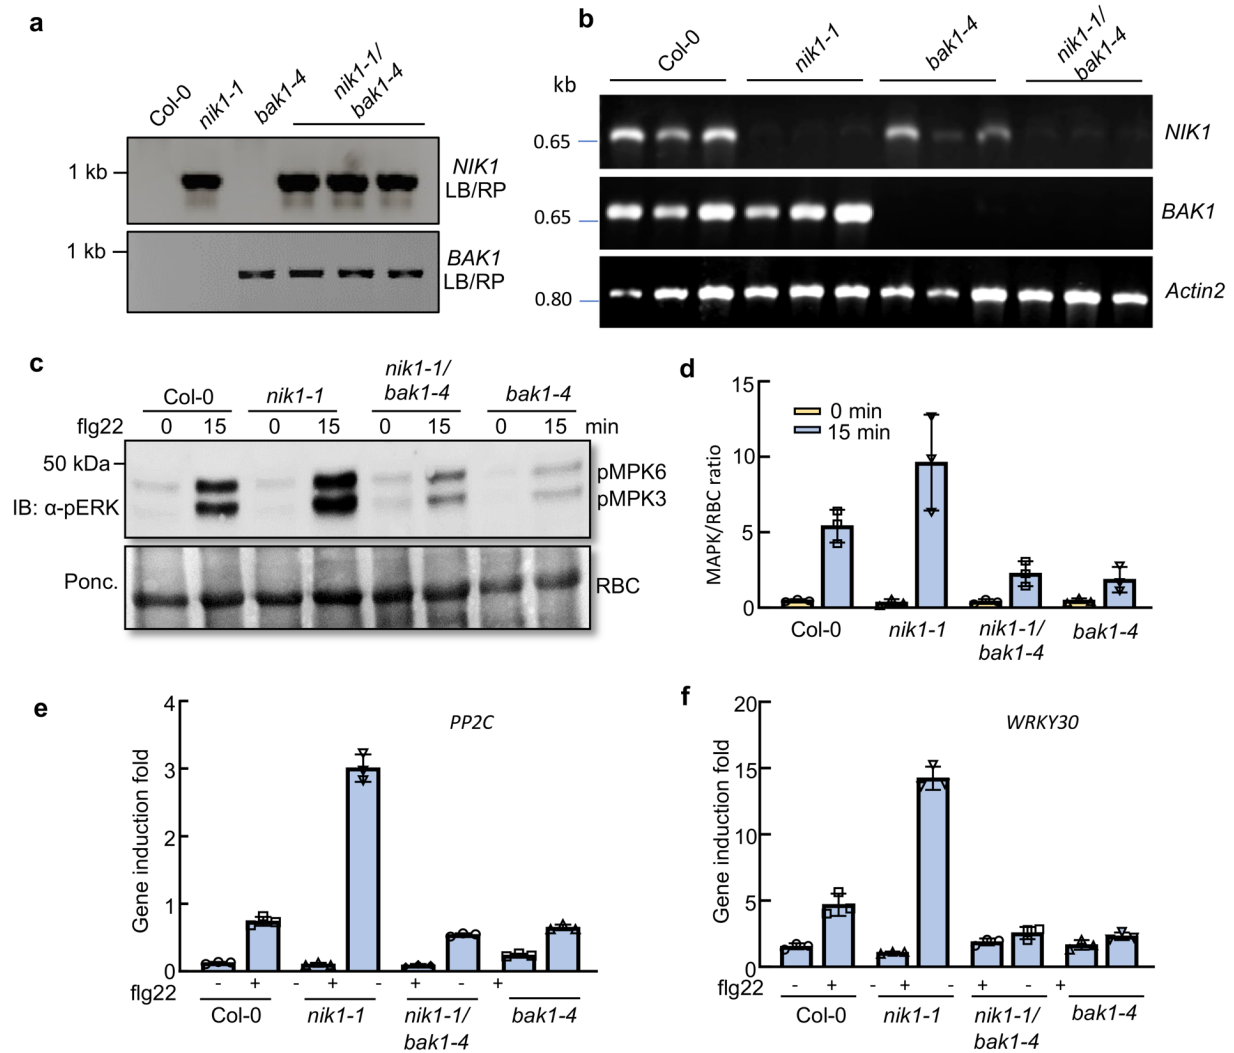 a
Col-0
nik1-1
bak1-4
nik1-1/
bak1-4
1 kb
NIK1
LB/RP
1 kb
BAK1
LB/RP
b
kb
Col-0
nik1-1
bak1-4
nik1-1/
bak1-4
0.65
NIK1
0.65
BAK1
0.80
Actin2
c
Col-0
nik1-1
nik1-1/
bak1-4
bak1-4
flg22 0 15 0 15 0 15 0 15 min
50 kDa
pMPK6
IB: α-pERK
pMPK3
Ponc.
RBC
d
MAPK/RBC ratio
15
10
5
0
0 min
15 min
Col-0
nik1-1
nik1-1/
bak1-4
bak1-4
e
Gene induction fold
4
3
2
1
0
PP2C
flg22 - + - + - + - +
Col-0
nik1-1
nik1-1/
bak1-4
bak1-4
f
Gene induction fold
20
15
10
5
0
WRKY30
flg22 - + - + - + - +
Col-0
nik1-1
nik1-1/
bak1-4
bak1-4